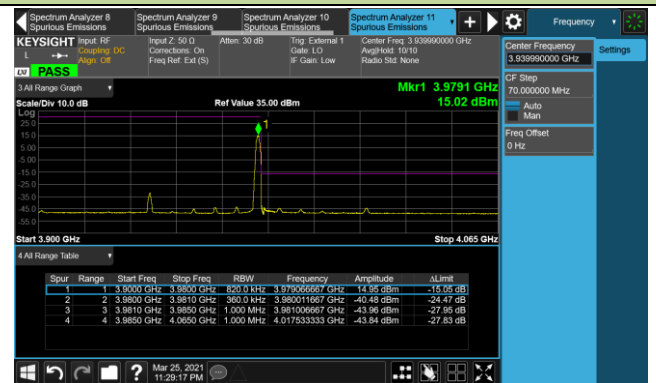 Spectrum Analyzer 8
Spurious Emissions
Spectrum Analyzer 9
Spurious Emissions
Spectrum Analyzer 10
Spurious Emissions
Spectrum Analyzer 11
Spurious Emissions
Frequency
KEYSIGHT
L
Input: RF
Coupling: DC
Align: Off
Input Z: 50 Ω
Corrections: On
Freq Ref: Ext (S)
Atten: 30 dB
Trig: External 1
Gate: LO
IF Gain: Low
Center Freq: 3.939990000 GHz
Avg|Hold: 10/10
Radio Std: None
LXI PASS
3 All Range Graph
Mkr1 3.9791 GHz
Scale/Div 10.0 dB
Ref Value 35.00 dBm
15.02 dBm
Log
25.0
15.0
5.00
-5.00
-15.0
-25.0
-35.0
-45.0
-55.0
1
Start 3.900 GHz
Stop 4.065 GHz
4 All Range Table
Spur Range Start Freq Stop Freq RBW Frequency Amplitude ΔLimit
1 1 3.9000 GHz 3.9800 GHz 820.0 kHz 3.979066667 GHz 14.95 dBm -15.05 dB
2 2 3.9800 GHz 3.9810 GHz 360.0 kHz 3.980011667 GHz -40.48 dBm -24.47 dB
3 3 3.9810 GHz 3.9850 GHz 1.000 MHz 3.981006667 GHz -43.96 dBm -27.95 dB
4 4 3.9850 GHz 4.0650 GHz 1.000 MHz 4.017533333 GHz -43.84 dBm -27.83 dB
Center Frequency
3.939990000 GHz
Settings
CF Step
70.000000 MHz
Auto
Man
Freq Offset
0 Hz
?
Mar 25, 2021
11:29:17 PM